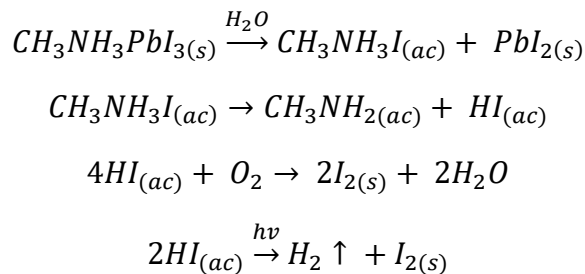 CH₃NH₃PbI₃₍ₛ₎ —H₂O→ CH₃NH₃I₍ac₎ + PbI₂₍ₛ₎
CH₃NH₃I₍ac₎ → CH₃NH₂₍ac₎ + HI₍ac₎
4HI₍ac₎ + O₂ → 2I₂₍ₛ₎ + 2H₂O
2HI₍ac₎ —hv→ H₂ ↑ + I₂₍ₛ₎